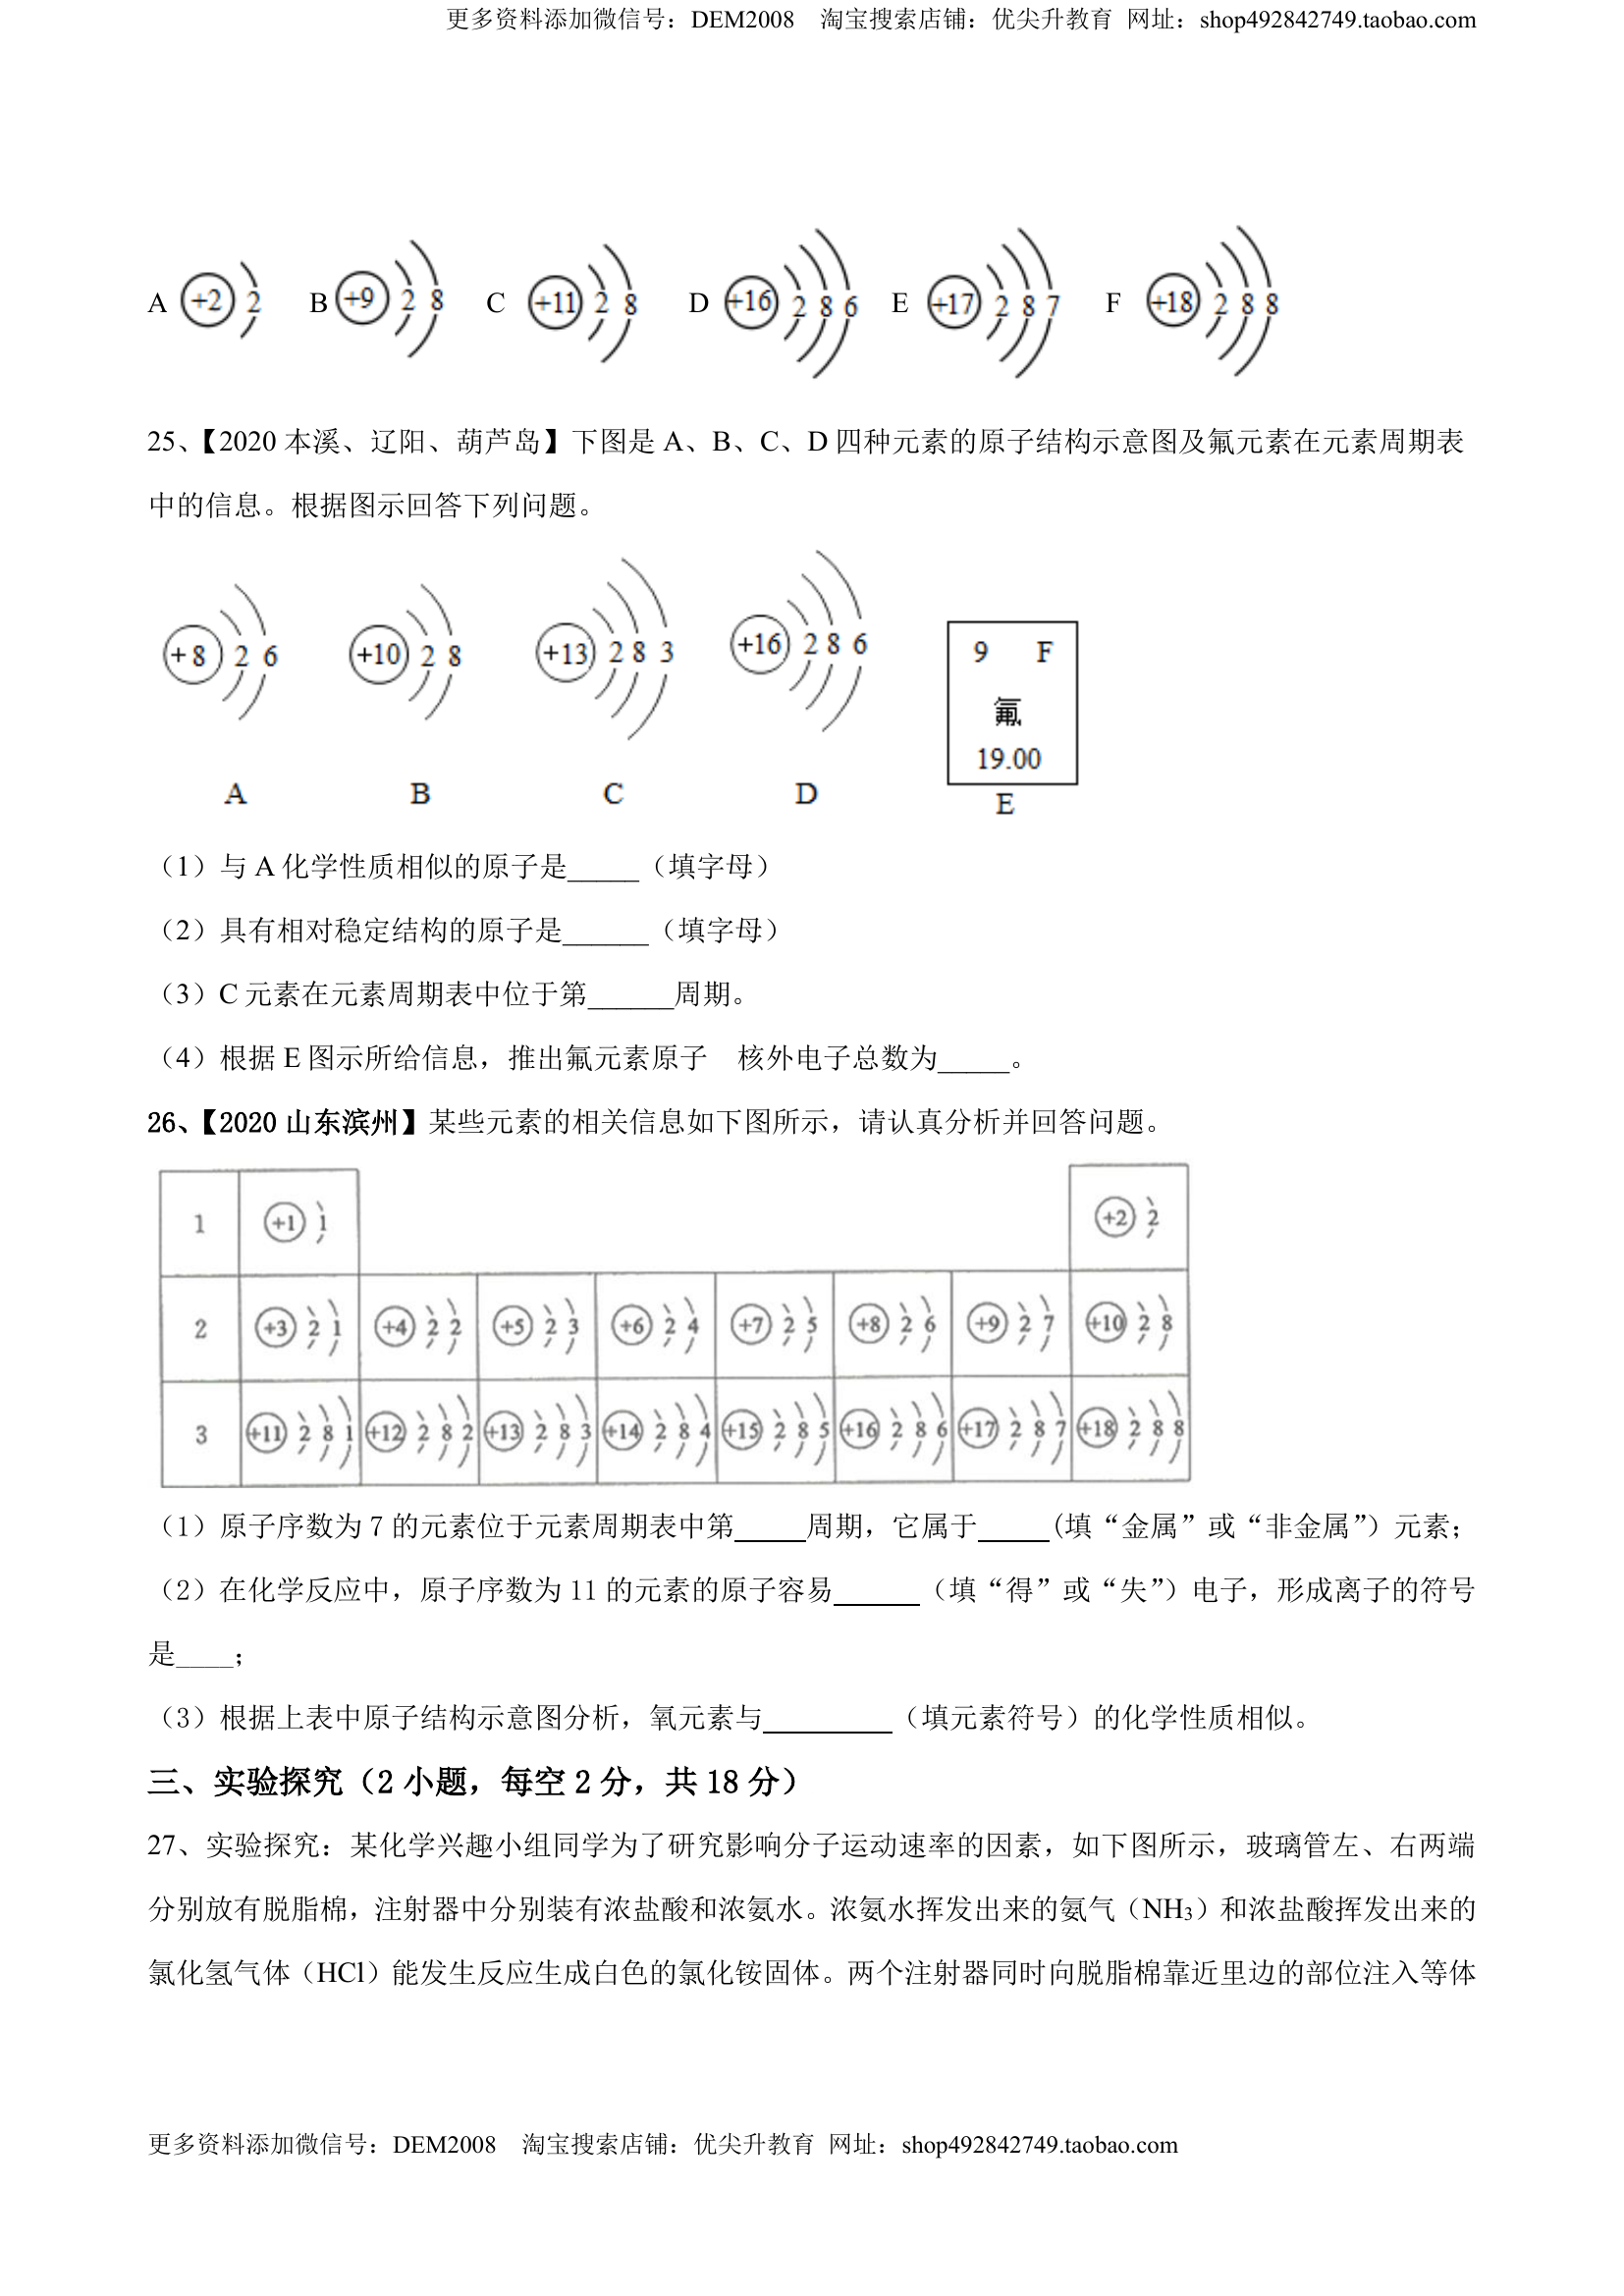 更多资料添加微信号：DEM2008 淘宝搜索店铺：优尖升教育 网址：shop492842749.taobao.com
A +2 2 B +9 2 8 C +11 2 8 D +16 2 8 6 E +17 2 8 7 F +18 2 8 8
25、【2020 本溪、辽阳、葫芦岛】下图是 A、B、C、D 四种元素的原子结构示意图及氟元素在元素周期表
中的信息。根据图示回答下列问题。
+8 2 6 +10 2 8 +13 2 8 3 +16 2 8 6 9 F
氟
19.00
A B C D E
（1）与 A 化学性质相似的原子是_____（填字母）
（2）具有相对稳定结构的原子是______（填字母）
（3）C 元素在元素周期表中位于第______周期。
（4）根据 E 图示所给信息，推出氟元素原子 核外电子总数为_____。
26、【2020 山东滨州】某些元素的相关信息如下图所示，请认真分析并回答问题。
1 +1 1 +2 2
2 +3 2 1 +4 2 2 +5 2 3 +6 2 4 +7 2 5 +8 2 6 +9 2 7 +10 2 8
3 +11 2 8 1 +12 2 8 2 +13 2 8 3 +14 2 8 4 +15 2 8 5 +16 2 8 6 +17 2 8 7 +18 2 8 8
（1）原子序数为 7 的元素位于元素周期表中第_____周期，它属于_____(填“金属”或“非金属”）元素；
（2）在化学反应中，原子序数为 11 的元素的原子容易______（填“得”或“失”）电子，形成离子的符号
是____；
（3）根据上表中原子结构示意图分析，氧元素与_________（填元素符号）的化学性质相似。
三、实验探究（2 小题，每空 2 分，共 18 分）
27、实验探究：某化学兴趣小组同学为了研究影响分子运动速率的因素，如下图所示，玻璃管左、右两端
分别放有脱脂棉，注射器中分别装有浓盐酸和浓氨水。浓氨水挥发出来的氨气（NH₃）和浓盐酸挥发出来的
氯化氢气体（HCl）能发生反应生成白色的氯化铵固体。两个注射器同时向脱脂棉靠近里边的部位注入等体
更多资料添加微信号：DEM2008 淘宝搜索店铺：优尖升教育 网址：shop492842749.taobao.com